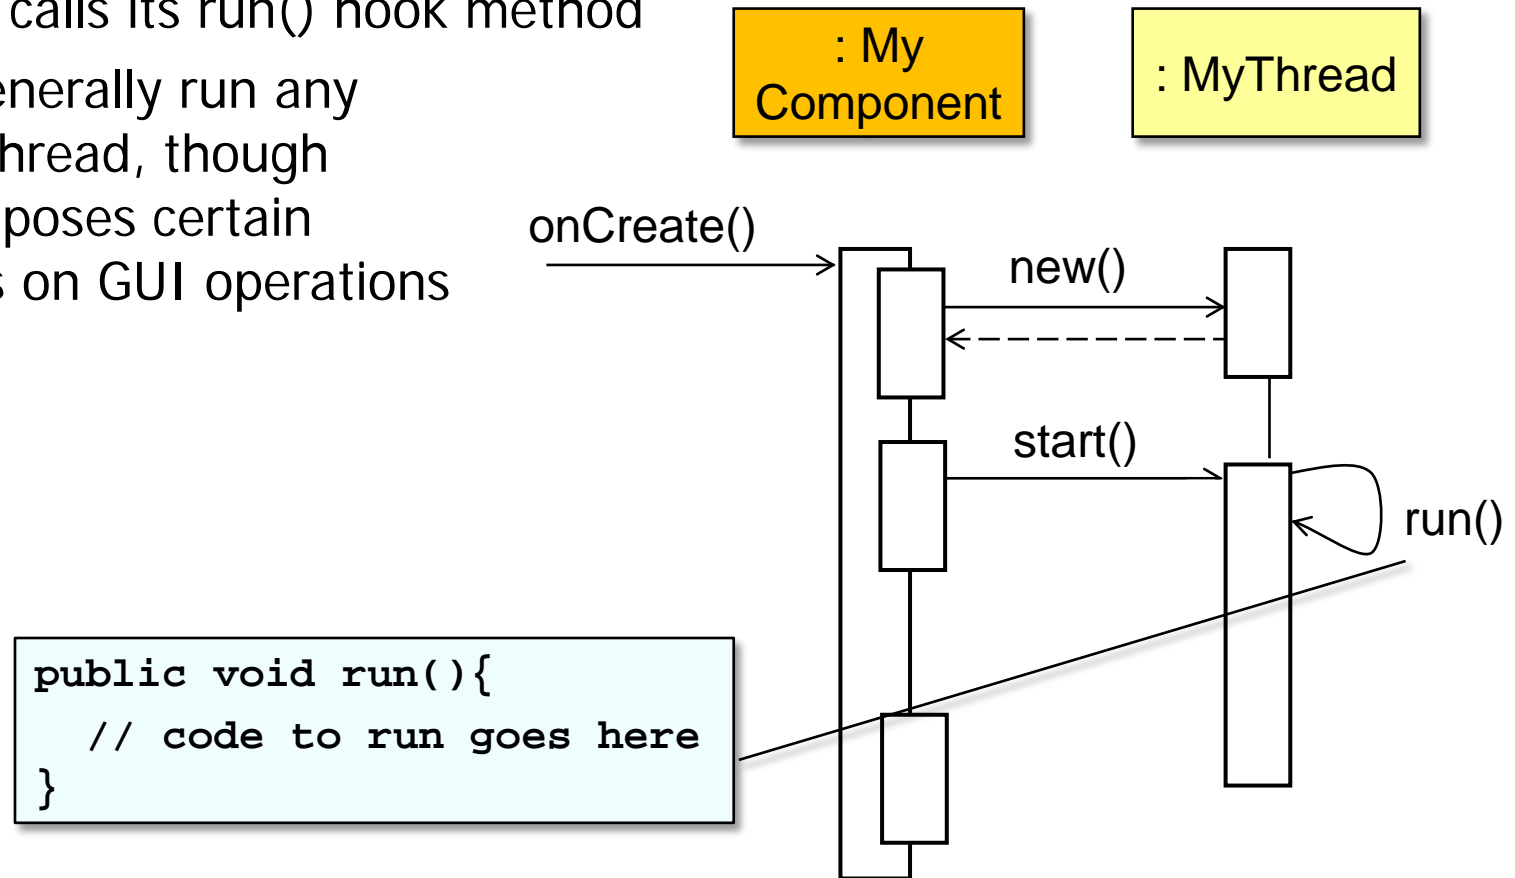 calls its run() hook method
enerally run any
hread, though
poses certain
s on GUI operations
: My
Component
: MyThread
onCreate()
new()
start()
run()
public void run(){
// code to run goes here
}